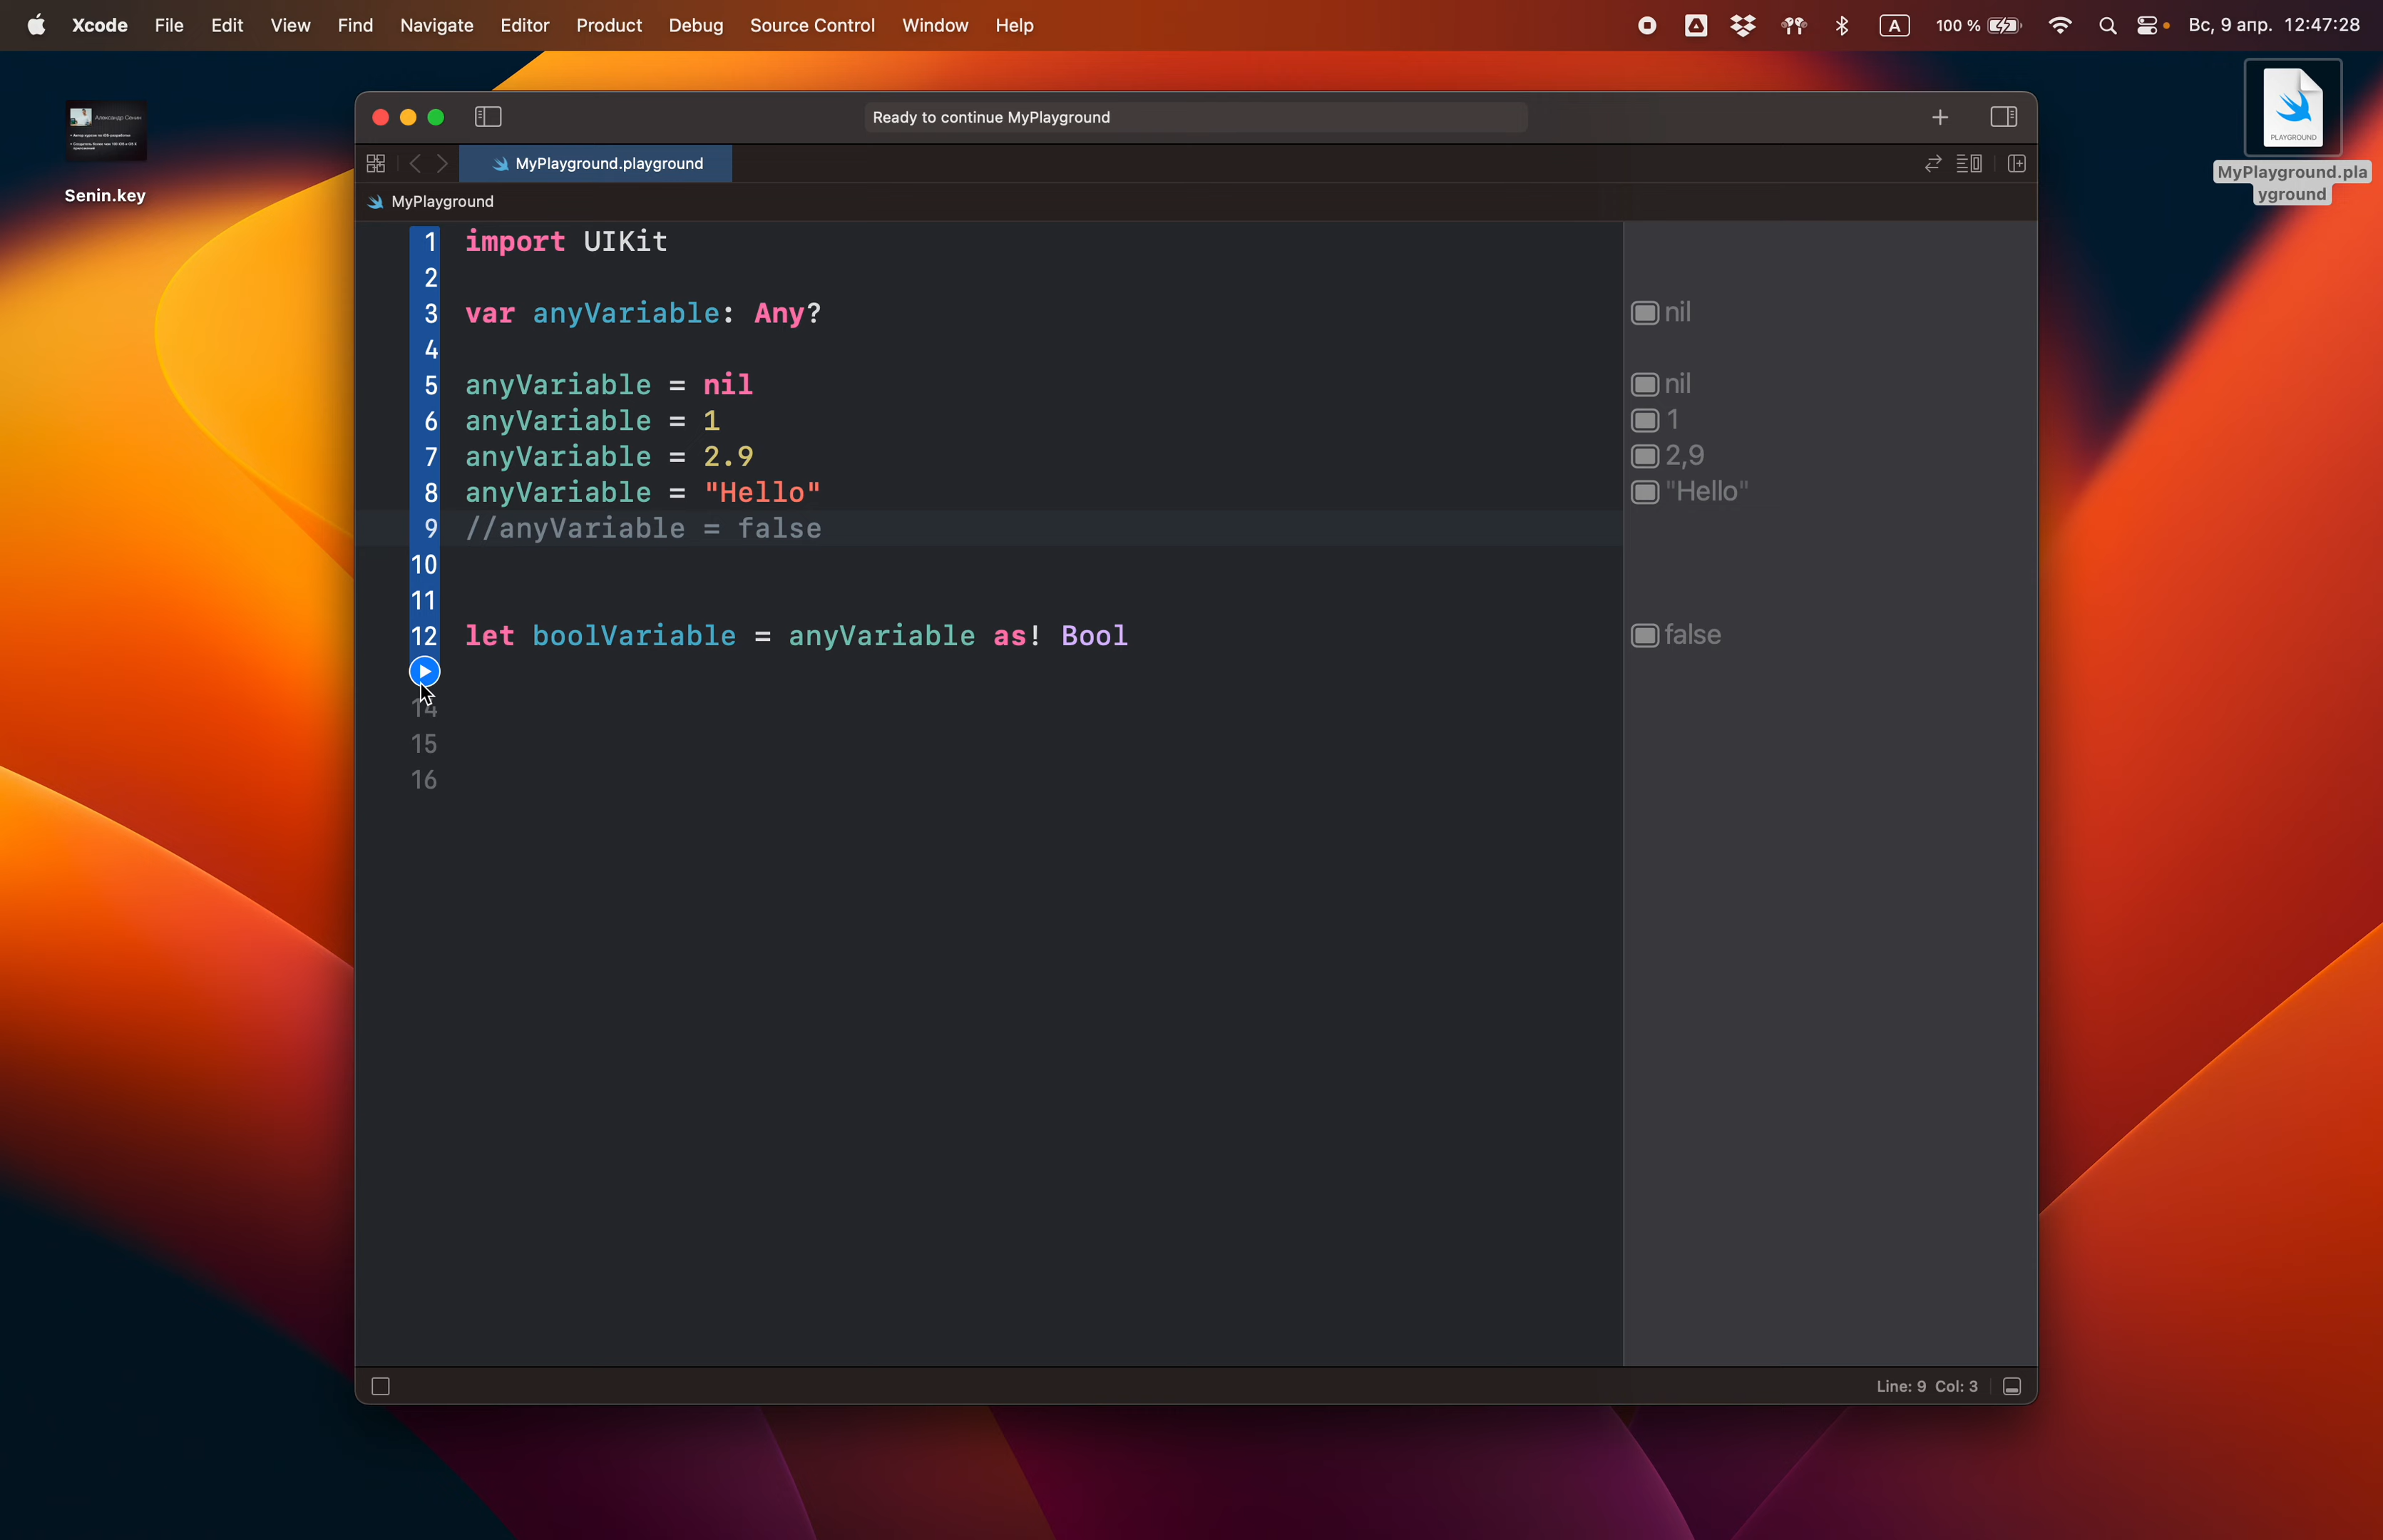 Xcode File Edit View Find Navigate Editor Product Debug Source Control Window Help A 100 % Вс, 9 апр. 12:47:28
Александр Сенин
Senin.key
PLAYGROUND
MyPlayground.pla
yground
Ready to continue MyPlayground
MyPlayground.playground
MyPlayground
1 import UIKit
2
3 var anyVariable: Any? nil
4
5 anyVariable = nil nil
6 anyVariable = 1 1
7 anyVariable = 2.9 2,9
8 anyVariable = "Hello" "Hello"
9 //anyVariable = false
10
11
12 let boolVariable = anyVariable as! Bool false
14
15
16
Line: 9 Col: 3